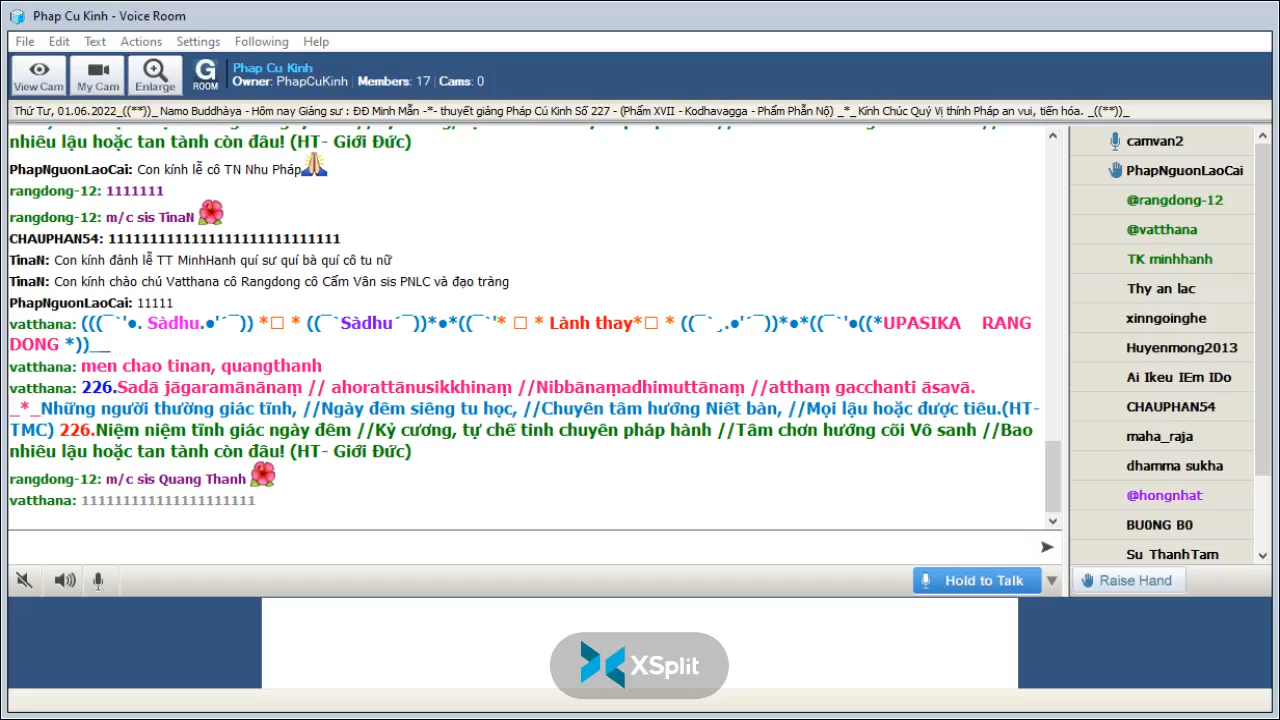 Phap Cu Kinh - Voice Room
File Edit Text Actions Settings Following Help
View Cam My Cam Enlarge G ROOM
Phap Cu Kinh
Owner: PhapCuKinh Members: 17 Cams: 0
Thứ Tư, 01.06.2022_((**))_ Namo Buddhàya - Hôm nay Giảng sư : ĐĐ Minh Mẫn -*- thuyết giảng Pháp Cú Kinh Số 227 - (Phẩm XVII - Kodhavagga - Phẩm Phẫn Nộ) _*_ Kính Chúc Quý Vị thính Pháp an vui, tiến hóa. _((**))_
nhiêu lậu hoặc tan tành còn đâu! (HT- Giới Đức)
PhapNguonLaoCai: Con kính lễ cô TN Nhu Pháp
rangdong-12: 1111111
rangdong-12: m/c sis TinaN
CHAUPHAN54: 1111111111111111111111111111
TinaN: Con kính đảnh lễ TT MinhHanh quí sư quí bà quí cô tu nữ
TinaN: Con kính chào chú Vatthana cô Rangdong cô Cẩm Vân sis PNLC và đạo tràng
PhapNguonLaoCai: 11111
vatthana: (((¯`'●. Sàdhu.●'´¯)) *□ * ((¯`Sàdhu´¯))*●*((¯`'* □ * Lành thay*□ * ((¯`¸.●'´¯))*●*((¯`'●((*UPASIKA RANG
DONG *))__
vatthana: men chao tinan, quangthanh
vatthana: 226.Sadā jāgaramānānaṃ // ahorattānusikkhinaṃ //Nibbānaṃadhimuttānaṃ //atthaṃ gacchanti āsavā.
_*_Những người thường giác tỉnh, //Ngày đêm siêng tu học, //Chuyên tâm hướng Niết bàn, //Mọi lậu hoặc được tiêu.(HT-
TMC) 226.Niệm niệm tĩnh giác ngày đêm //Kỷ cương, tự chế tinh chuyên pháp hành //Tâm chơn hướng cõi Vô sanh //Bao
nhiêu lậu hoặc tan tành còn đâu! (HT- Giới Đức)
rangdong-12: m/c sis Quang Thanh
vatthana: 111111111111111111111
Hold to Talk
camvan2
PhapNguonLaoCai
@rangdong-12
@vatthana
TK minhhanh
Thy an lac
xinngoinghe
Huyenmong2013
Ai Ikeu IEm IDo
CHAUPHAN54
maha_raja
dhamma sukha
@hongnhat
BU0NG B0
Su ThanhTam
Raise Hand
XSplit